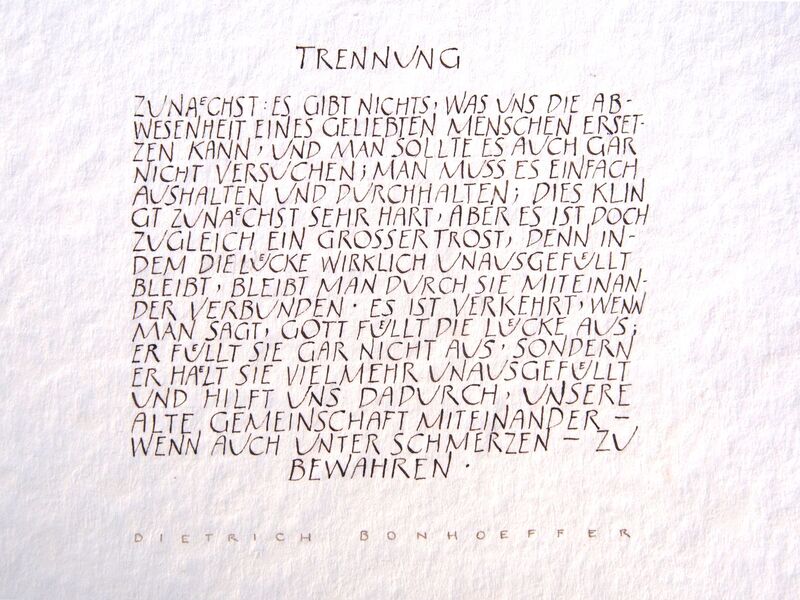 TRENNUNG
ZUNAECHST: ES GIBT NICHTS, WAS UNS DIE AB-
WESENHEIT EINES GELIEBTEN MENSCHEN ERSET-
ZEN KANN, UND MAN SOLLTE ES AUCH GAR
NICHT VERSUCHEN; MAN MUSS ES EINFACH
AUSHALTEN UND DURCHHALTEN; DIES KLIN
GT ZUNAECHST SEHR HART, ABER ES IST DOCH
ZUGLEICH EIN GROSSER TROST, DENN IN-
DEM DIE LUECKE WIRKLICH UNAUSGEFUELLT
BLEIBT, BLEIBT MAN DURCH SIE MITEINAN-
DER VERBUNDEN · ES IST VERKEHRT, WENN
MAN SAGT, GOTT FUELLT DIE LUECKE AUS;
ER FUELLT SIE GAR NICHT AUS, SONDERN
ER HAELT SIE VIELMEHR UNAUSGEFUELLT
UND HILFT UNS DADURCH, UNSERE
ALTE GEMEINSCHAFT MITEINANDER –
WENN AUCH UNTER SCHMERZEN – ZU
BEWAHREN ·
DIETRICH BONHOEFFER